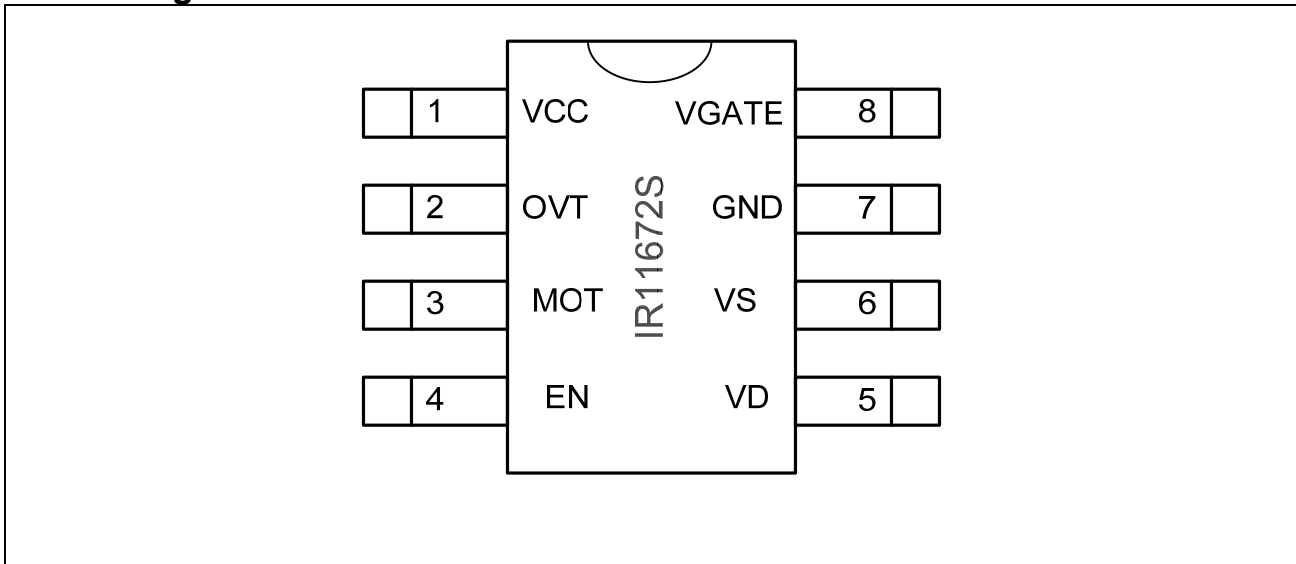 1 VCC VGATE 8
2 OVT GND 7
3 MOT VS 6
4 EN VD 5
IR11672S